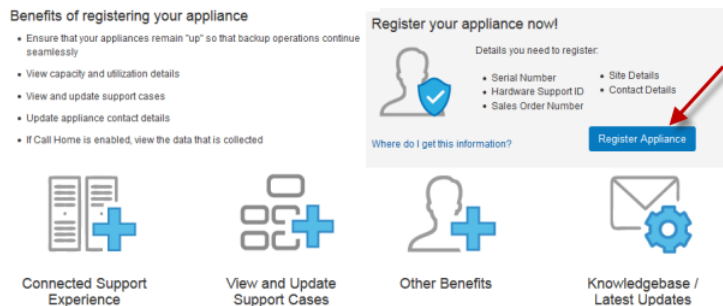 Benefits of registering your appliance
• Ensure that your appliances remain "up" so that backup operations continue
seamlessly
• View capacity and utilization details
• View and update support cases
• Update appliance contact details
• If Call Home is enabled, view the data that is collected
Register your appliance now!
Details you need to register:
• Serial Number
• Hardware Support ID
• Sales Order Number
• Site Details
• Contact Details
Where do I get this information?
Register Appliance
Connected Support
Experience
View and Update
Support Cases
Other Benefits
Knowledgebase /
Latest Updates